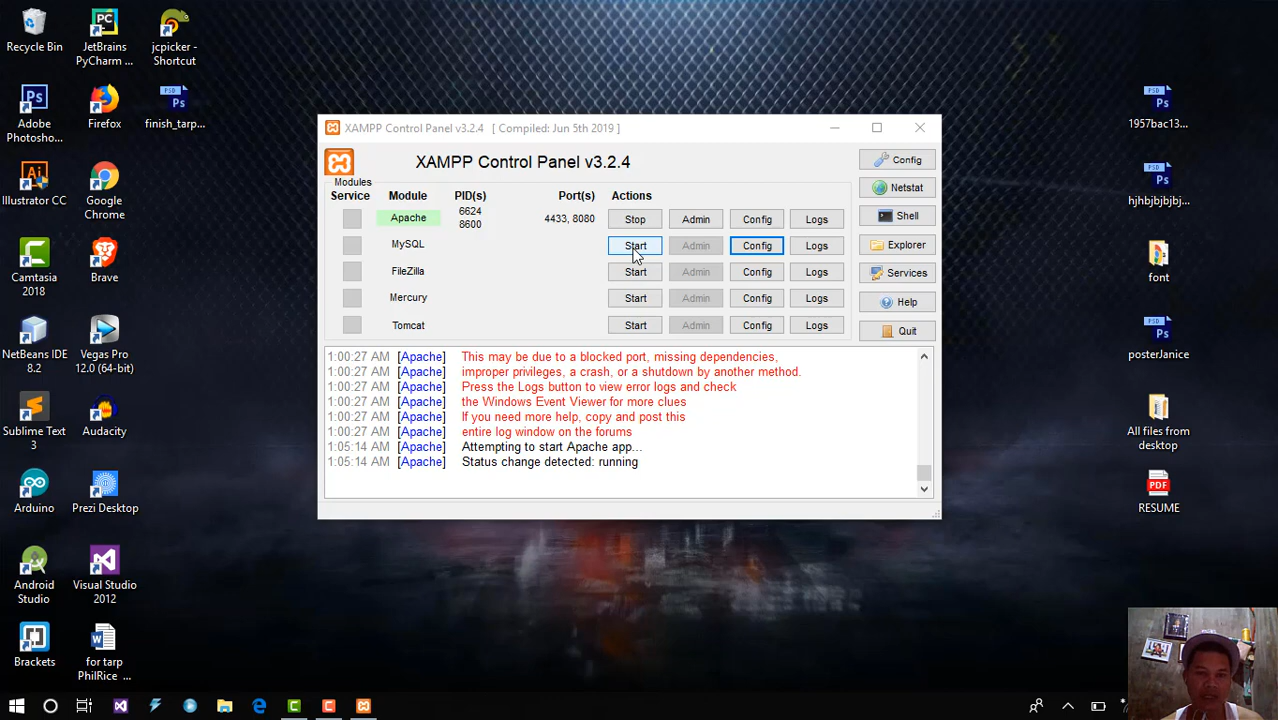 Recycle Bin
JetBrains
PyCharm ...
jcpicker -
Shortcut
Adobe
Photosho...
Firefox
finish_tarp...
Illustrator CC
Google
Chrome
Camtasia
2018
Brave
NetBeans IDE
8.2
Vegas Pro
12.0 (64-bit)
Sublime Text
3
Audacity
Arduino
Prezi Desktop
Android
Studio
Visual Studio
2012
Brackets
for tarp
PhilRice ...
XAMPP Control Panel v3.2.4 [ Compiled: Jun 5th 2019 ]
XAMPP Control Panel v3.2.4
Modules
Service Module PID(s) Port(s) Actions
Apache 6624 8600 4433, 8080 Stop Admin Config Logs
MySQL Start Admin Config Logs
FileZilla Start Admin Config Logs
Mercury Start Admin Config Logs
Tomcat Start Admin Config Logs
Config
Netstat
Shell
Explorer
Services
Help
Quit
1:00:27 AM [Apache] This may be due to a blocked port, missing dependencies,
1:00:27 AM [Apache] improper privileges, a crash, or a shutdown by another method.
1:00:27 AM [Apache] Press the Logs button to view error logs and check
1:00:27 AM [Apache] the Windows Event Viewer for more clues
1:00:27 AM [Apache] If you need more help, copy and post this
1:00:27 AM [Apache] entire log window on the forums
1:05:14 AM [Apache] Attempting to start Apache app...
1:05:14 AM [Apache] Status change detected: running
1957bac13...
hjhbjbjbjbj...
font
posterJanice
All files from
desktop
RESUME